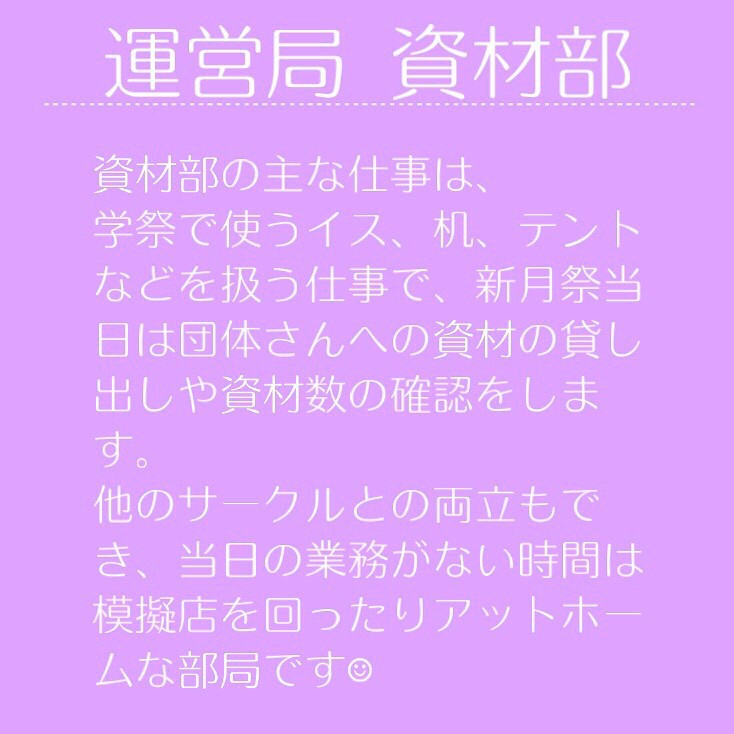 運営局 資材部
資材部の主な仕事は、
学祭で使うイス、机、テント
などを扱う仕事で、新月祭当
日は団体さんへの資材の貸し
出しや資材数の確認をしま
す。
他のサークルとの両立もで
き、当日の業務がない時間は
模擬店を回ったりアットホー
ムな部局です☺